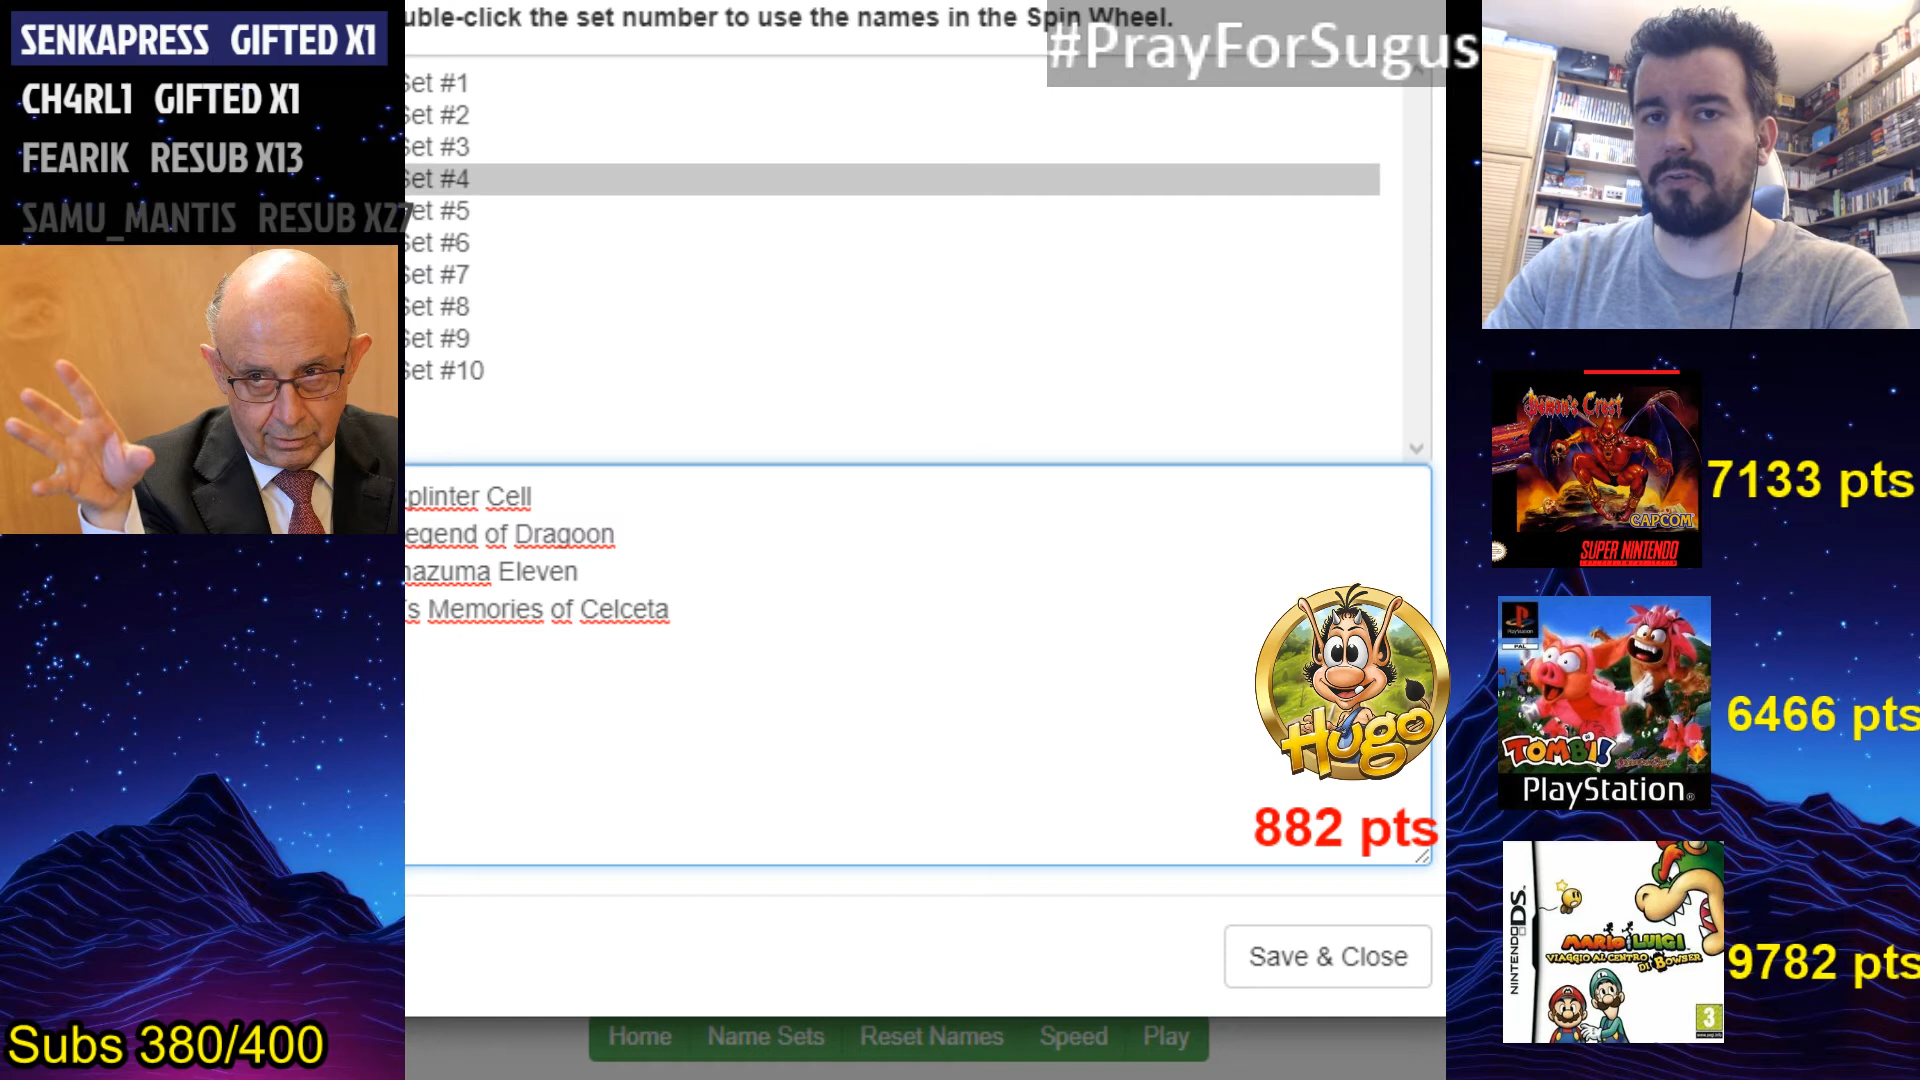 SENKAPRESS GIFTED X1
CH4RL1 GIFTED X1
FEARIK RESUB X13
SAMU_MANTIS RESUB X27
uble-click the set number to use the names in the Spin Wheel.
#PrayForSugus
Set #1
Set #2
Set #3
Set #4
Set #5
Set #6
Set #7
Set #8
Set #9
Set #10
Splinter Cell
egend of Dragoon
nazuma Eleven
's Memories of Celceta
Hugo
882 pts
Save & Close
Home Name Sets Reset Names Speed Play
Subs 380/400
Demon's Crest
CAPCOM
SUPER NINTENDO
7133 pts
PlayStation
PAL
TOMBi!
PlayStation
6466 pts
NINTENDO DS
MARIO & LUIGI
VIAGGIO AL CENTRO
DI BOWSER
3
9782 pts